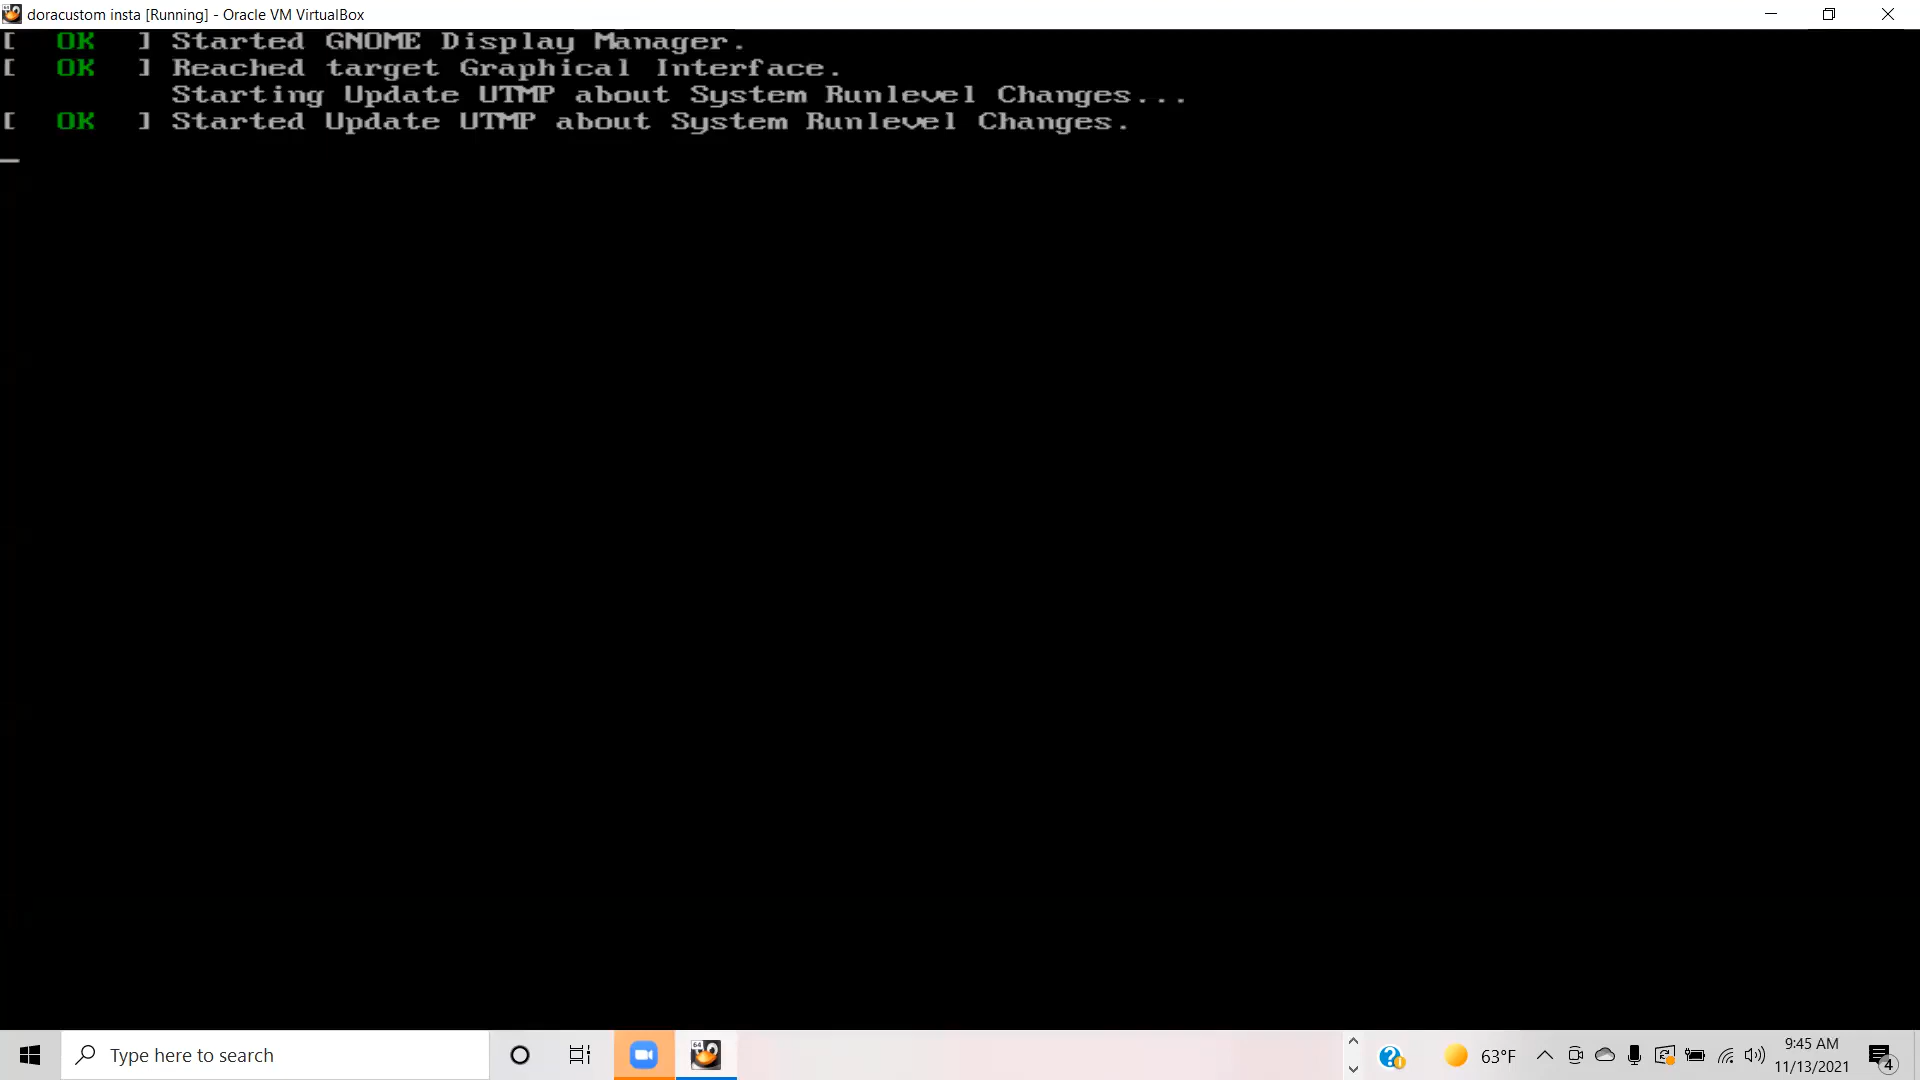 doracustom insta [Running] - Oracle VM VirtualBox
[  OK  ] Started GNOME Display Manager.
[  OK  ] Reached target Graphical Interface.
Starting Update UTMP about System Runlevel Changes...
[  OK  ] Started Update UTMP about System Runlevel Changes.
_
Type here to search
64
63°F
9:45 AM
11/13/2021
4